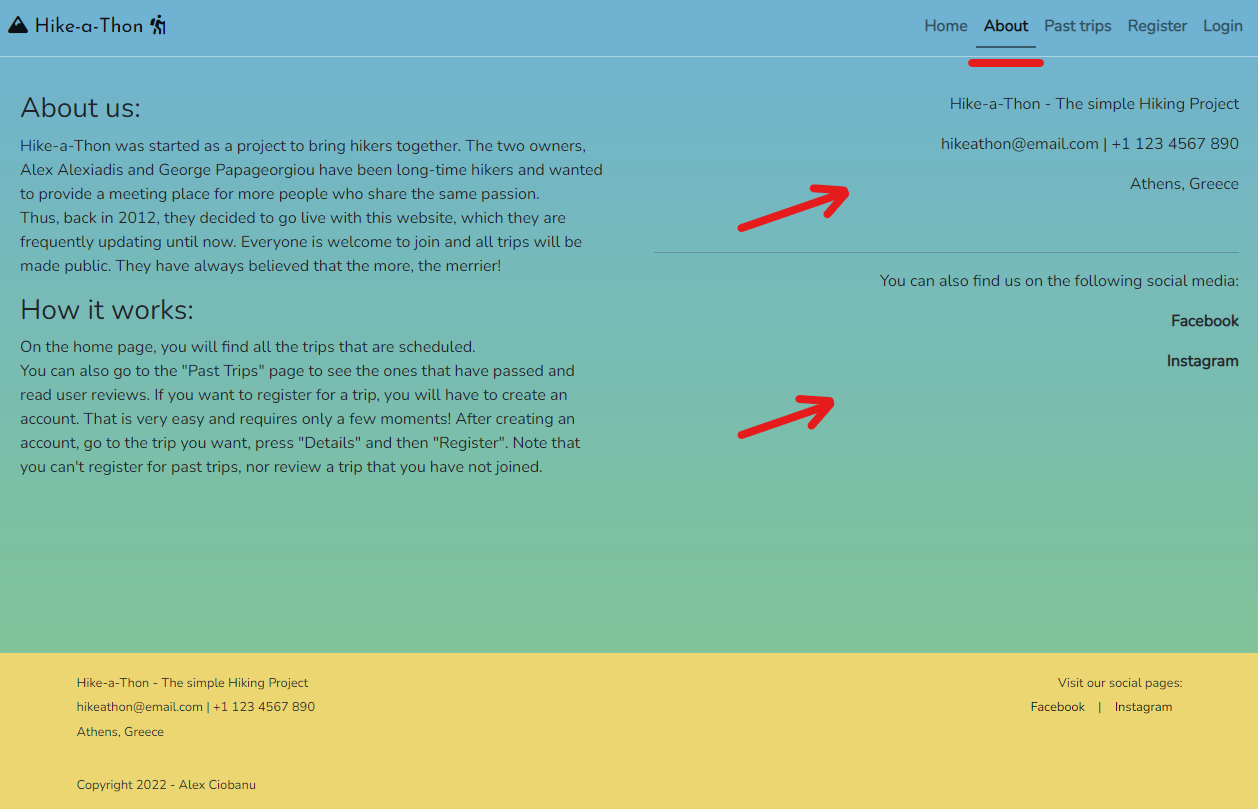 Hike-a-Thon
Home About Past trips Register Login
About us:
Hike-a-Thon was started as a project to bring hikers together. The two owners,
Alex Alexiadis and George Papageorgiou have been long-time hikers and wanted
to provide a meeting place for more people who share the same passion.
Thus, back in 2012, they decided to go live with this website, which they are
frequently updating until now. Everyone is welcome to join and all trips will be
made public. They have always believed that the more, the merrier!
How it works:
On the home page, you will find all the trips that are scheduled.
You can also go to the "Past Trips" page to see the ones that have passed and
read user reviews. If you want to register for a trip, you will have to create an
account. That is very easy and requires only a few moments! After creating an
account, go to the trip you want, press "Details" and then "Register". Note that
you can't register for past trips, nor review a trip that you have not joined.
Hike-a-Thon - The simple Hiking Project
hikeathon@email.com | +1 123 4567 890
Athens, Greece
You can also find us on the following social media:
Facebook
Instagram
Hike-a-Thon - The simple Hiking Project
hikeathon@email.com | +1 123 4567 890
Athens, Greece
Copyright 2022 - Alex Ciobanu
Visit our social pages:
Facebook | Instagram